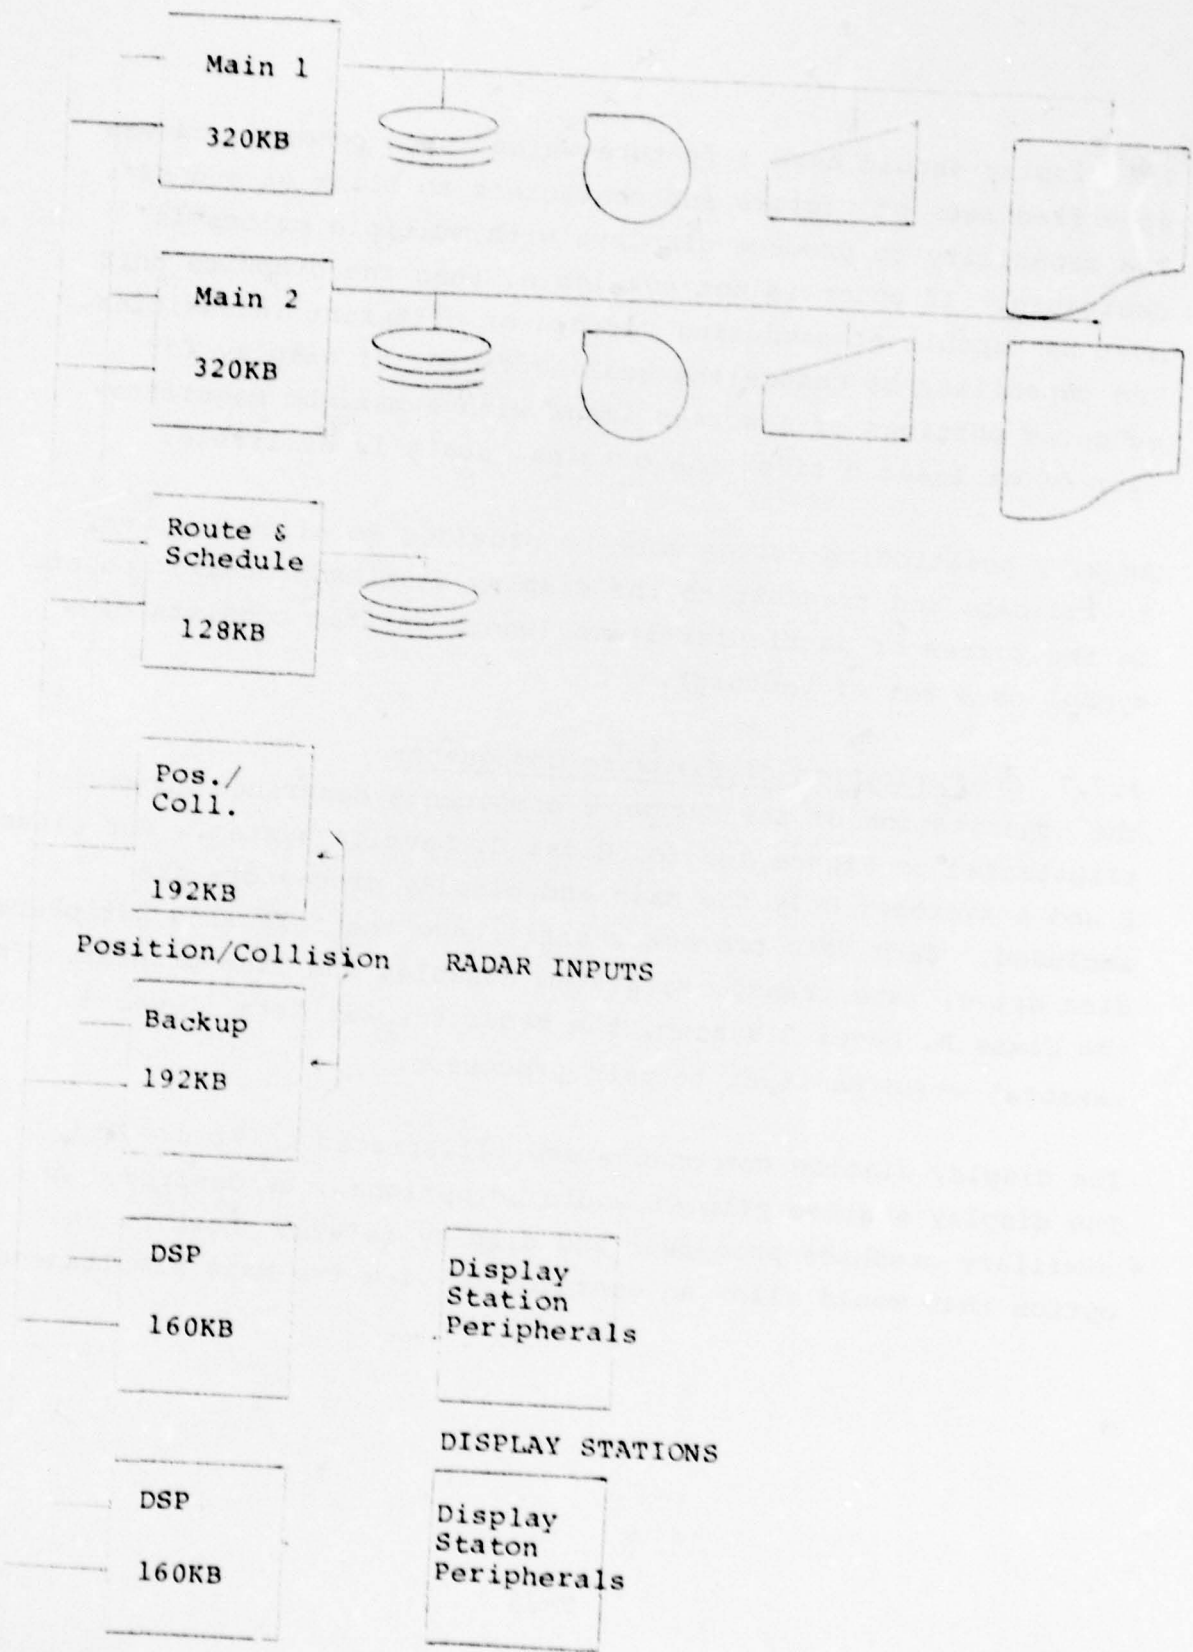 Main 1
320KB
Main 2
320KB
Route &
Schedule
128KB
Pos./
Coll.
192KB
Position/Collision RADAR INPUTS
Backup
192KB
DSP
160KB
Display
Station
Peripherals
DISPLAY STATIONS
DSP
160KB
Display
Staton
Peripherals